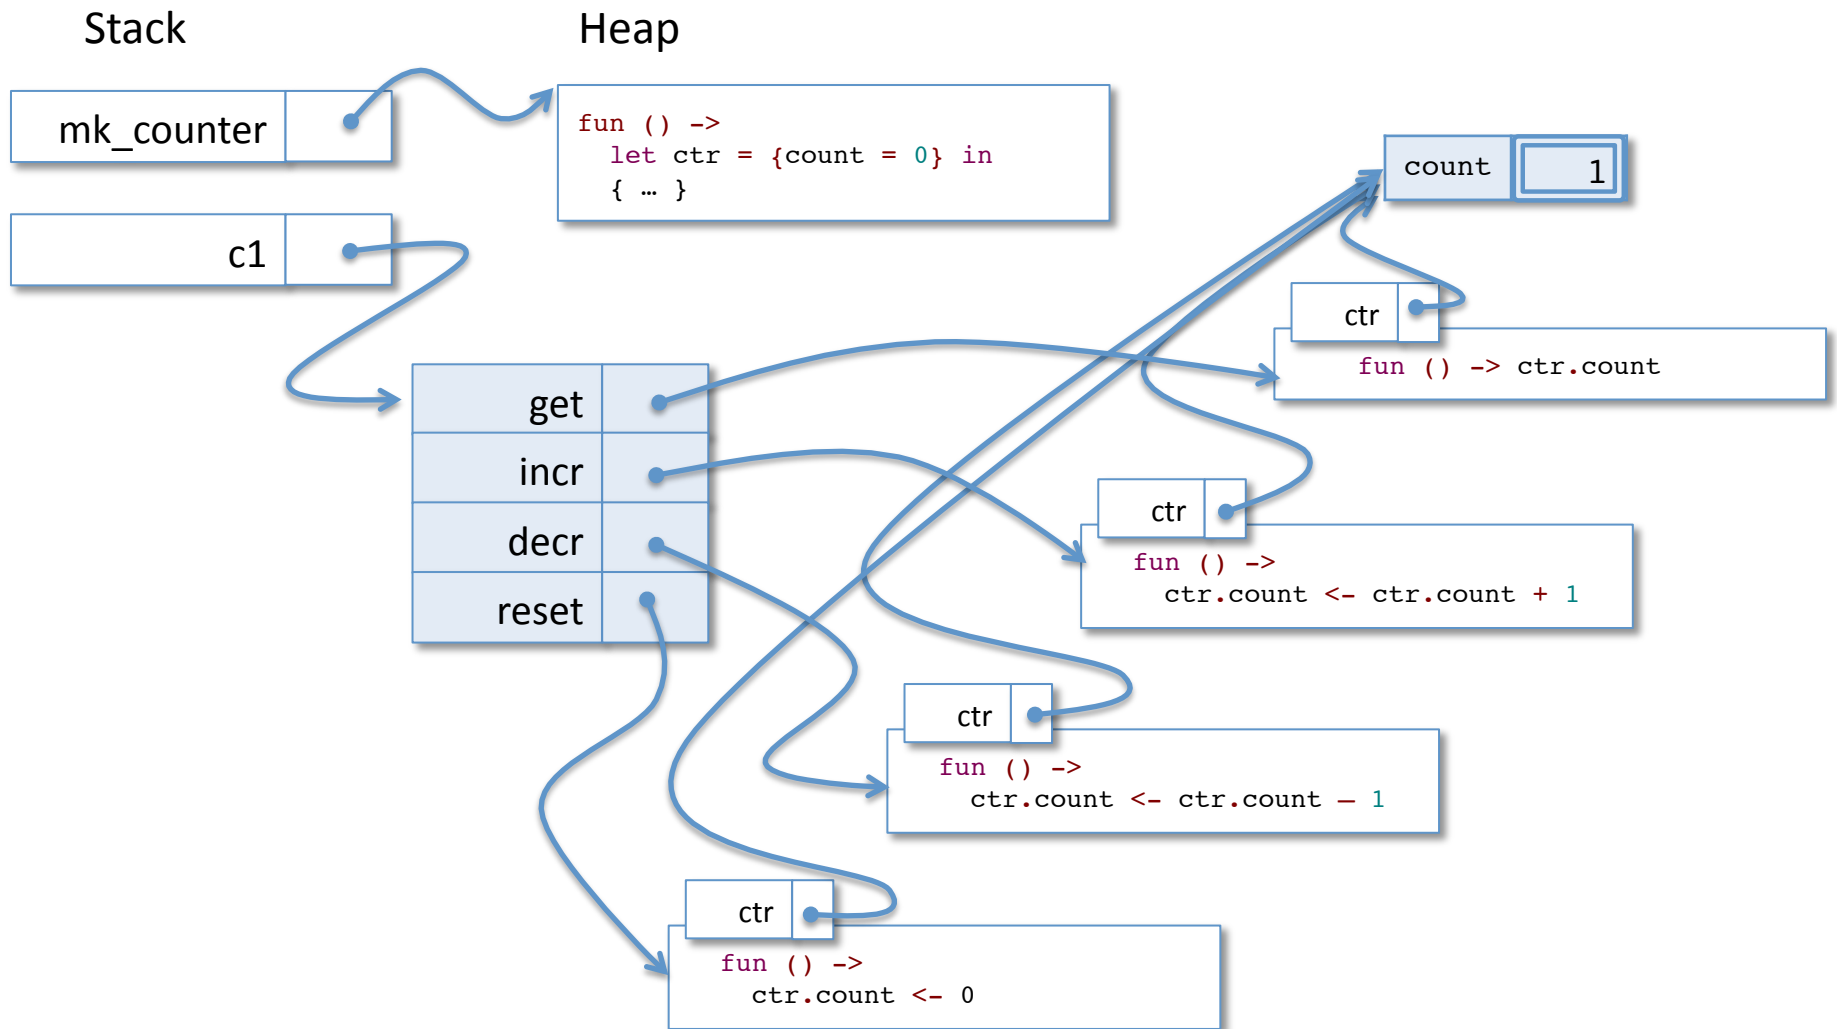 Stack
Heap
mk_counter
fun () ->
let ctr = {count = 0} in
{ … }
count 1
c1
ctr
fun () -> ctr.count
get
incr
decr
reset
ctr
fun () ->
ctr.count <- ctr.count + 1
ctr
fun () ->
ctr.count <- ctr.count – 1
ctr
fun () ->
ctr.count <- 0